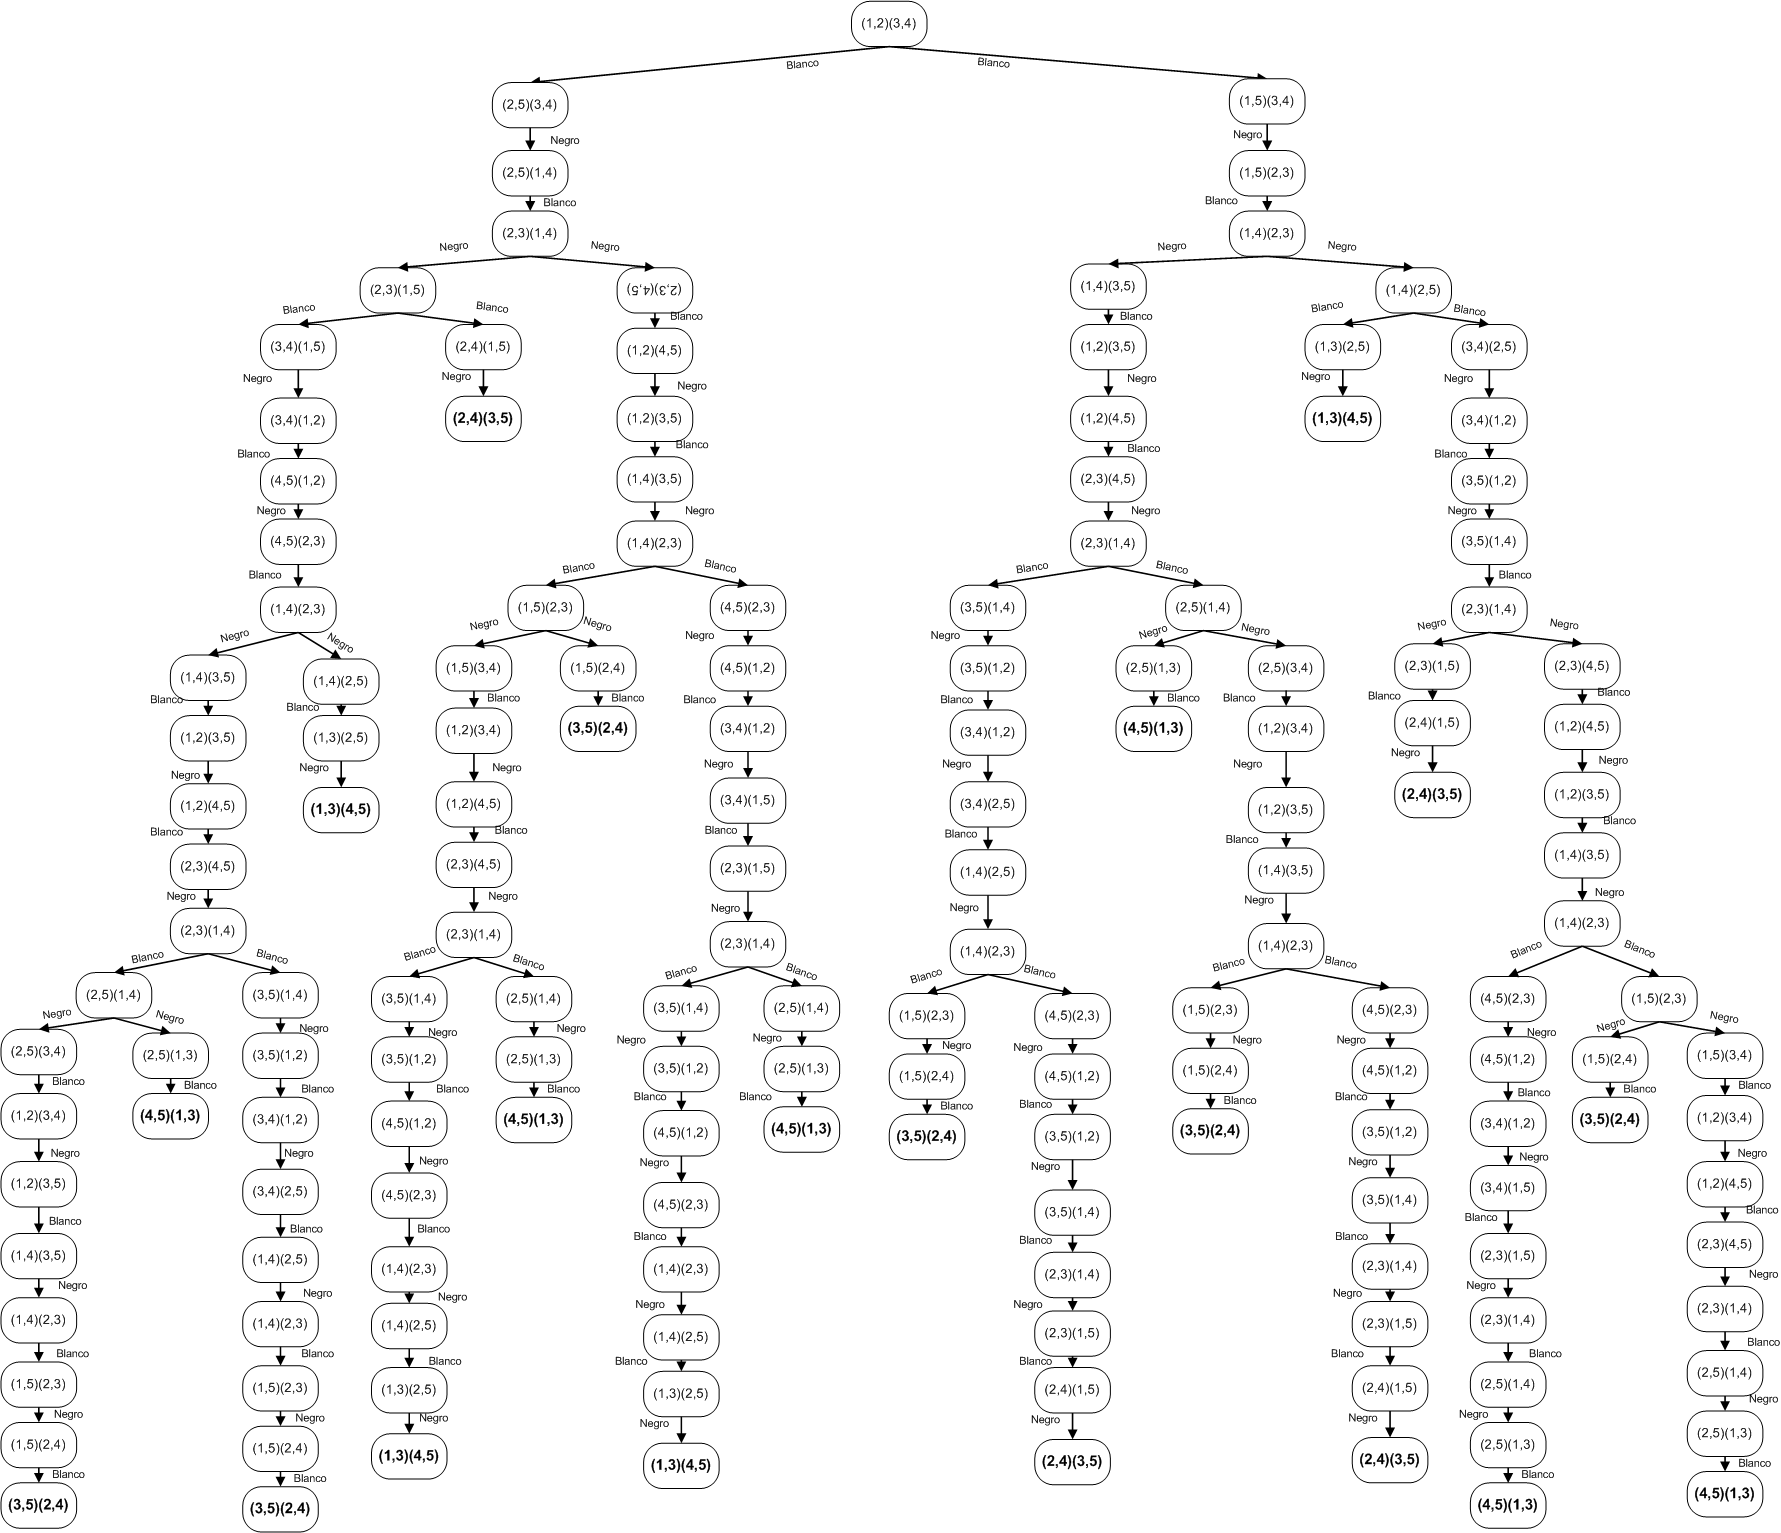 (1,2)(3,4)
Blanco
Blanco
(2,5)(3,4)
(1,5)(3,4)
Negro
Negro
(2,5)(1,4)
(1,5)(2,3)
Blanco
Blanco
(2,3)(1,4)
(1,4)(2,3)
Negro
Negro
Negro
Negro
(2,3)(1,5)
(2,3)(4,5)
(1,4)(3,5)
(1,4)(2,5)
Blanco
Blanco
Blanco
Blanco
Blanco
Blanco
(3,4)(1,5)
(2,4)(1,5)
(1,2)(4,5)
(1,2)(3,5)
(1,3)(2,5)
(3,4)(2,5)
Negro
Negro
Negro
Negro
Negro
Negro
(3,4)(1,2)
(2,4)(3,5)
(1,2)(3,5)
(1,2)(4,5)
(1,3)(4,5)
(3,4)(1,2)
Blanco
Blanco
Blanco
Blanco
(4,5)(1,2)
(1,4)(3,5)
(2,3)(4,5)
(3,5)(1,2)
Negro
Negro
Negro
Negro
(4,5)(2,3)
(1,4)(2,3)
(2,3)(1,4)
(3,5)(1,4)
Blanco
Blanco
Blanco
Blanco
Blanco
Blanco
(1,4)(2,3)
(1,5)(2,3)
(4,5)(2,3)
(3,5)(1,4)
(2,5)(1,4)
(2,3)(1,4)
Negro
Negro
Negro
Negro
Negro
Negro
Negro
Negro
Negro
Negro
(1,4)(3,5)
(1,4)(2,5)
(1,5)(3,4)
(1,5)(2,4)
(4,5)(1,2)
(3,5)(1,2)
(2,5)(1,3)
(2,5)(3,4)
(2,3)(1,5)
(2,3)(4,5)
Blanco
Blanco
Blanco
Blanco
Blanco
Blanco
Blanco
Blanco
Blanco
Blanco
(1,2)(3,5)
(1,3)(2,5)
(1,2)(3,4)
(3,5)(2,4)
(3,4)(1,2)
(3,4)(1,2)
(4,5)(1,3)
(1,2)(3,4)
(2,4)(1,5)
(1,2)(4,5)
Negro
Negro
Negro
Negro
Negro
Negro
Negro
Negro
(1,2)(4,5)
(1,3)(4,5)
(1,2)(4,5)
(3,4)(1,5)
(3,4)(2,5)
(1,2)(3,5)
(2,4)(3,5)
(1,2)(3,5)
Blanco
Blanco
Blanco
Blanco
Blanco
Blanco
(2,3)(4,5)
(2,3)(4,5)
(2,3)(1,5)
(1,4)(2,5)
(1,4)(3,5)
(1,4)(3,5)
Negro
Negro
Negro
Negro
Negro
Negro
(2,3)(1,4)
(2,3)(1,4)
(2,3)(1,4)
(1,4)(2,3)
(1,4)(2,3)
(1,4)(2,3)
Blanco
Blanco
Blanco
Blanco
Blanco
Blanco
Blanco
Blanco
Blanco
Blanco
Blanco
Blanco
(2,5)(1,4)
(3,5)(1,4)
(3,5)(1,4)
(2,5)(1,4)
(3,5)(1,4)
(2,5)(1,4)
(1,5)(2,3)
(4,5)(2,3)
(1,5)(2,3)
(4,5)(2,3)
(4,5)(2,3)
(1,5)(2,3)
Negro
Negro
Negro
Negro
Negro
Negro
Negro
Negro
Negro
Negro
Negro
Negro
Negro
Negro
(2,5)(3,4)
(2,5)(1,3)
(3,5)(1,2)
(3,5)(1,2)
(2,5)(1,3)
(3,5)(1,2)
(2,5)(1,3)
(1,5)(2,4)
(4,5)(1,2)
(1,5)(2,4)
(4,5)(1,2)
(4,5)(1,2)
(1,5)(2,4)
(1,5)(3,4)
Blanco
Blanco
Blanco
Blanco
Blanco
Blanco
Blanco
Blanco
Blanco
Blanco
Blanco
Blanco
Blanco
Blanco
(1,2)(3,4)
(4,5)(1,3)
(3,4)(1,2)
(4,5)(1,2)
(4,5)(1,3)
(4,5)(1,2)
(4,5)(1,3)
(3,5)(2,4)
(3,5)(1,2)
(3,5)(2,4)
(3,5)(1,2)
(3,4)(1,2)
(3,5)(2,4)
(1,2)(3,4)
Negro
Negro
Negro
Negro
Negro
Negro
Negro
Negro
(1,2)(3,5)
(3,4)(2,5)
(4,5)(2,3)
(4,5)(2,3)
(3,5)(1,4)
(3,5)(1,4)
(3,4)(1,5)
(1,2)(4,5)
Blanco
Blanco
Blanco
Blanco
Blanco
Blanco
Blanco
Blanco
(1,4)(3,5)
(1,4)(2,5)
(1,4)(2,3)
(1,4)(2,3)
(2,3)(1,4)
(2,3)(1,4)
(2,3)(1,5)
(2,3)(4,5)
Negro
Negro
Negro
Negro
Negro
Negro
Negro
Negro
(1,4)(2,3)
(1,4)(2,3)
(1,4)(2,5)
(1,4)(2,5)
(2,3)(1,5)
(2,3)(1,5)
(2,3)(1,4)
(2,3)(1,4)
Blanco
Blanco
Blanco
Blanco
Blanco
Blanco
Blanco
Blanco
(1,5)(2,3)
(1,5)(2,3)
(1,3)(2,5)
(1,3)(2,5)
(2,4)(1,5)
(2,4)(1,5)
(2,5)(1,4)
(2,5)(1,4)
Negro
Negro
Negro
Negro
Negro
Negro
Negro
Negro
(1,5)(2,4)
(1,5)(2,4)
(1,3)(4,5)
(1,3)(4,5)
(2,4)(3,5)
(2,4)(3,5)
(2,5)(1,3)
(2,5)(1,3)
Blanco
Blanco
Blanco
Blanco
(3,5)(2,4)
(3,5)(2,4)
(4,5)(1,3)
(4,5)(1,3)